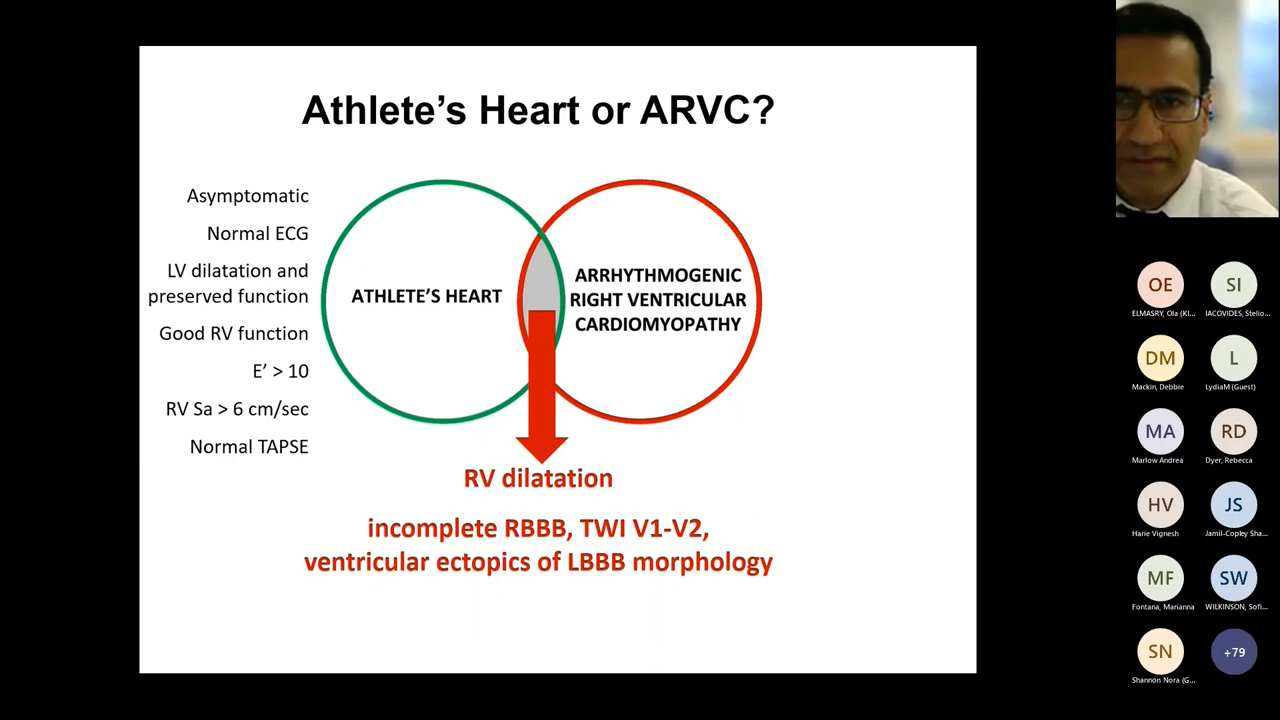 Athlete’s Heart or ARVC?
Asymptomatic
Normal ECG
LV dilatation and
preserved function
Good RV function
E’ > 10
RV Sa > 6 cm/sec
Normal TAPSE
ATHLETE’S HEART
ARRHYTHMOGENIC
RIGHT VENTRICULAR
CARDIOMYOPATHY
RV dilatation
incomplete RBBB, TWI V1-V2,
ventricular ectopics of LBBB morphology
OE
ELMASRY, Ola (KI...
SI
IACOVIDES, Stelio...
DM
Mackin, Debbie
L
LydiaM (Guest)
MA
Marlow Andrea
RD
Dyer, Rebecca
HV
Harie Vignesh
JS
Jamil-Copley Sha...
MF
Fontana, Marianna
SW
WILKINSON, Sofi...
SN
Shannon Nora (G...
+79